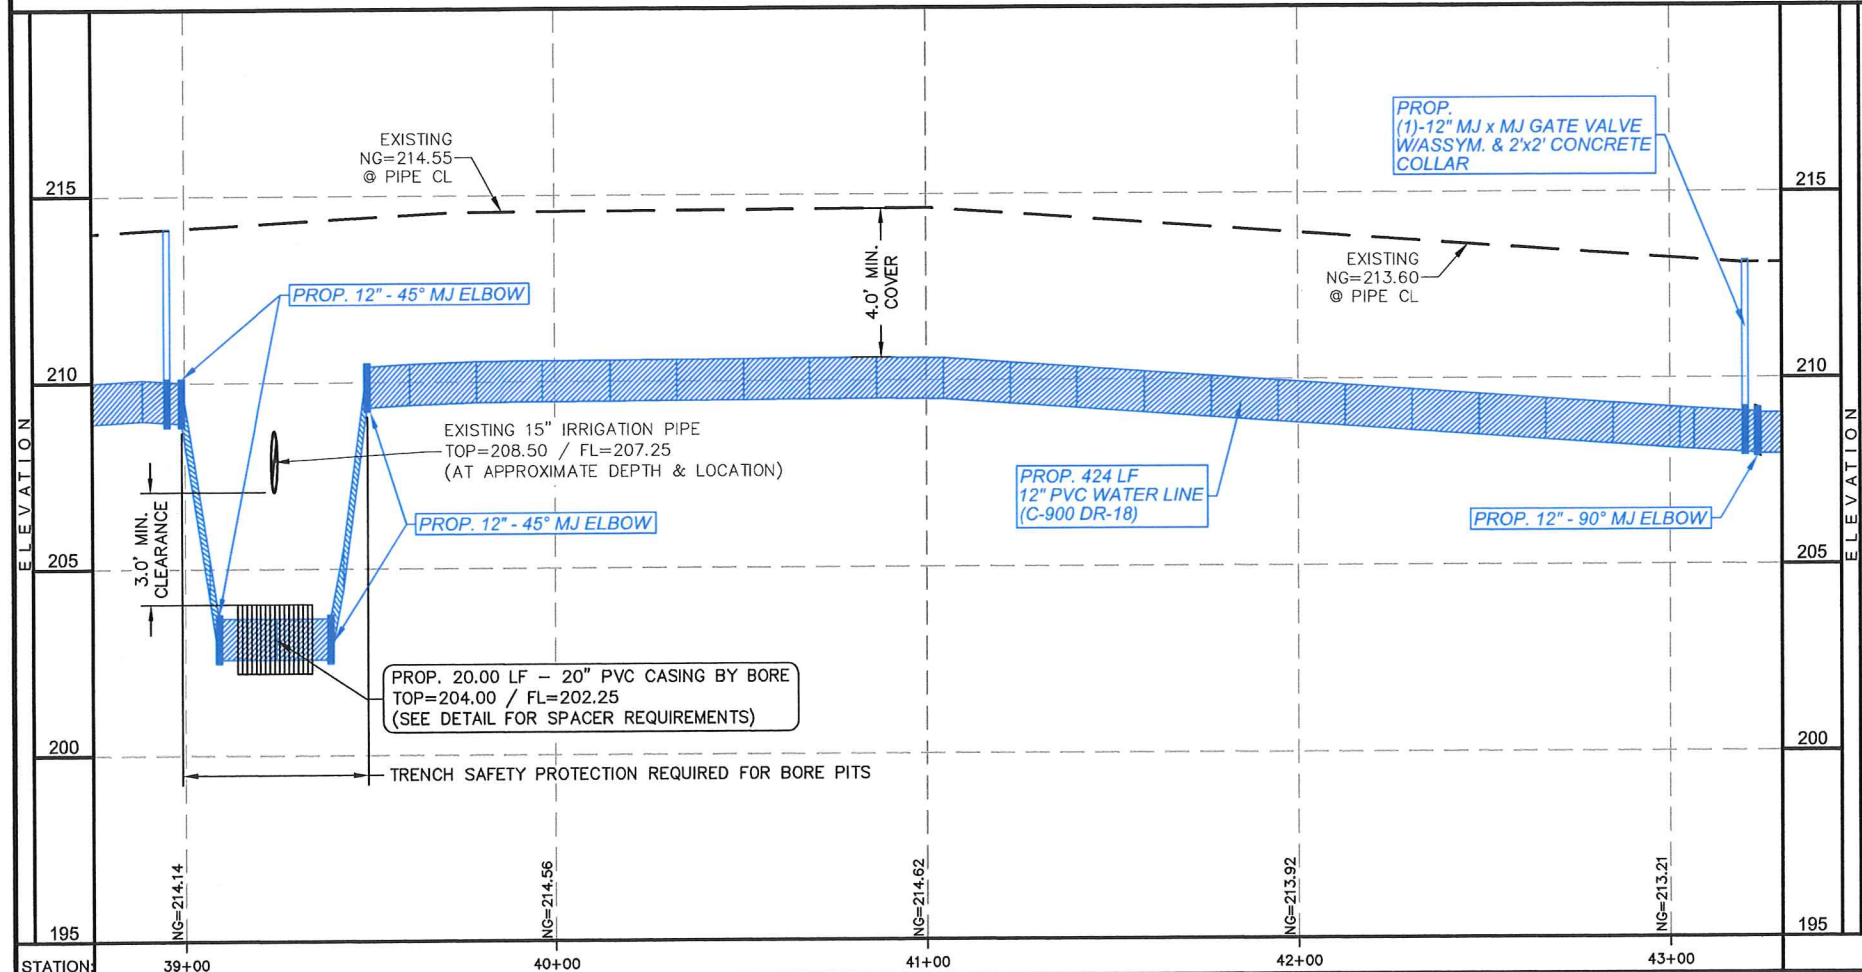 PROP.
(1)-12" MJ x MJ GATE VALVE
W/ASSYM. & 2'x2' CONCRETE
COLLAR
EXISTING
NG=214.55
@ PIPE CL
215
215
4.0' MIN.
COVER
EXISTING
NG=213.60
@ PIPE CL
PROP. 12" - 45° MJ ELBOW
210
210
EXISTING 15" IRRIGATION PIPE
TOP=208.50 / FL=207.25
(AT APPROXIMATE DEPTH & LOCATION)
PROP. 424 LF
12" PVC WATER LINE
(C-900 DR-18)
PROP. 12" - 45° MJ ELBOW
PROP. 12" - 90° MJ ELBOW
ELEVATION
ELEVATION
3.0' MIN.
CLEARANCE
205
205
PROP. 20.00 LF - 20" PVC CASING BY BORE
TOP=204.00 / FL=202.25
(SEE DETAIL FOR SPACER REQUIREMENTS)
200
200
TRENCH SAFETY PROTECTION REQUIRED FOR BORE PITS
NG=214.14
NG=214.56
NG=214.62
NG=213.92
NG=213.21
195
195
STATION:
39+00
40+00
41+00
42+00
43+00